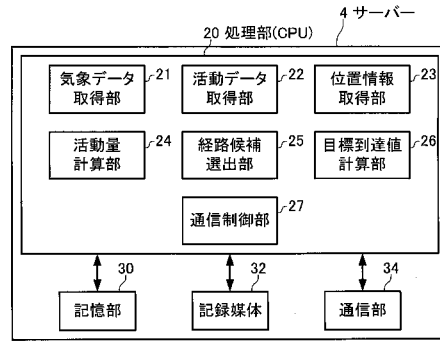 4 サーバー
20 処理部(CPU)
気象データ
取得部
21
活動データ
取得部
22
位置情報
取得部
23
活動量
計算部
24
経路候補
選出部
25
目標到達値
計算部
26
通信制御部
27
30
32
34
記憶部
記録媒体
通信部